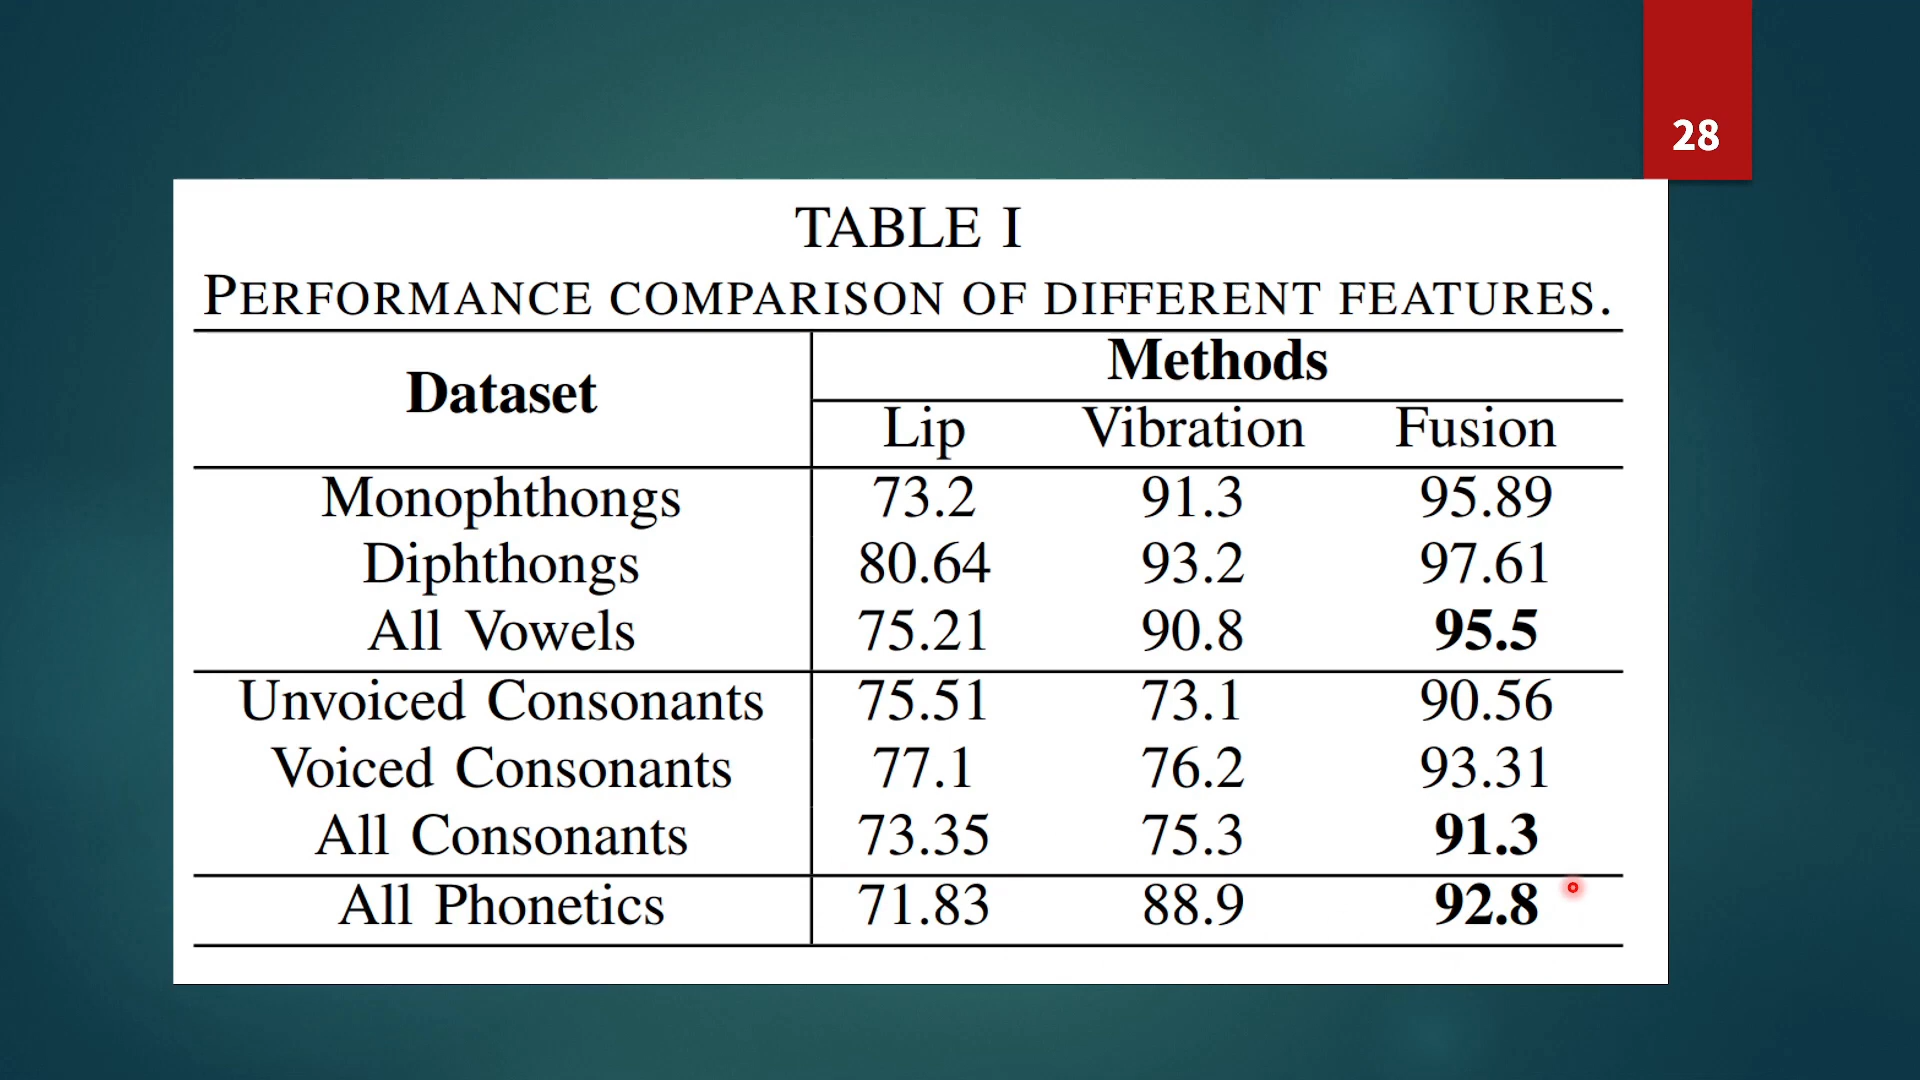 28
TABLE I
PERFORMANCE COMPARISON OF DIFFERENT FEATURES.
Dataset
Methods
Lip Vibration Fusion
Monophthongs 73.2 91.3 95.89
Diphthongs 80.64 93.2 97.61
All Vowels 75.21 90.8 95.5
Unvoiced Consonants 75.51 73.1 90.56
Voiced Consonants 77.1 76.2 93.31
All Consonants 73.35 75.3 91.3
All Phonetics 71.83 88.9 92.8